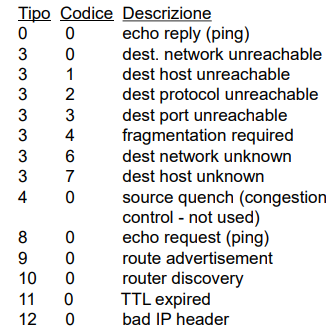 Tipo Codice Descrizione
0 0 echo reply (ping)
3 0 dest. network unreachable
3 1 dest host unreachable
3 2 dest protocol unreachable
3 3 dest port unreachable
3 4 fragmentation required
3 6 dest network unknown
3 7 dest host unknown
4 0 source quench (congestion
control - not used)
8 0 echo request (ping)
9 0 route advertisement
10 0 router discovery
11 0 TTL expired
12 0 bad IP header